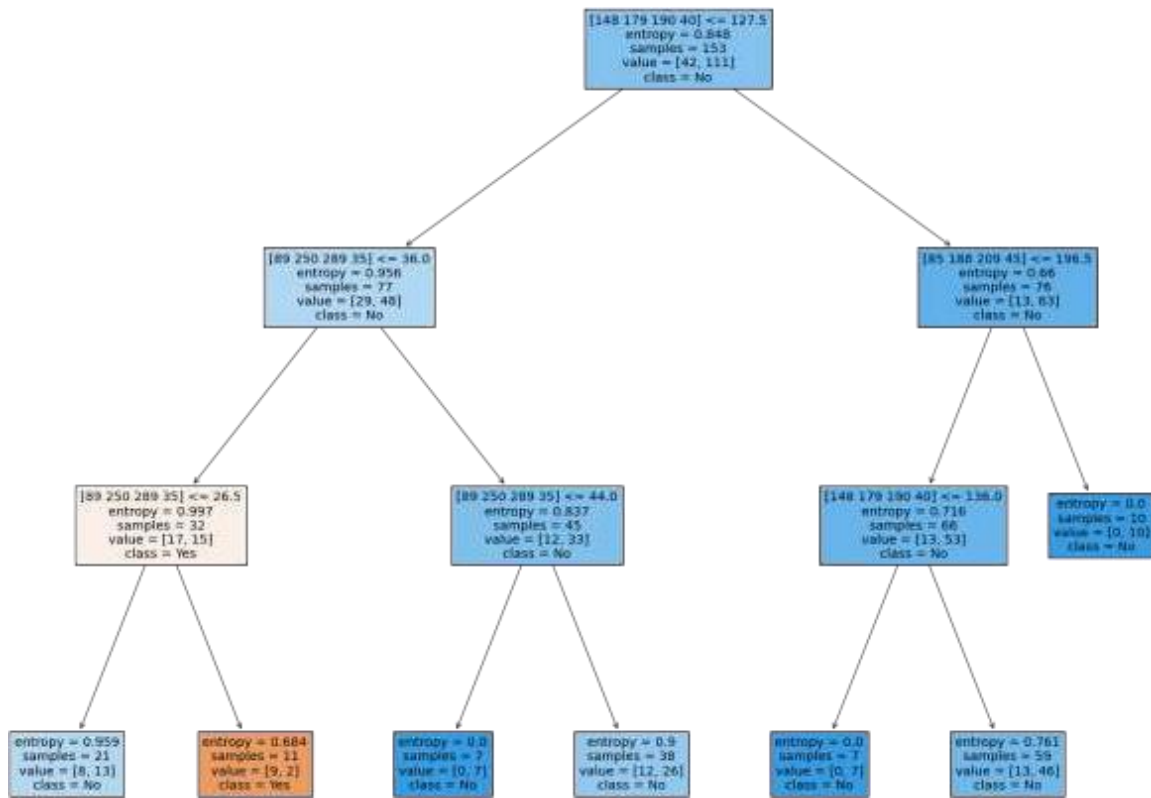 [148 179 190 40] <= 127.5
entropy = 0.848
samples = 153
value = [42, 111]
class = No
[89 250 289 35] <= 36.0
entropy = 0.956
samples = 77
value = [29, 48]
class = No
[85 188 209 45] <= 196.5
entropy = 0.66
samples = 76
value = [13, 63]
class = No
[89 250 289 35] <= 26.5
entropy = 0.997
samples = 32
value = [17, 15]
class = Yes
[89 250 289 35] <= 44.0
entropy = 0.837
samples = 45
value = [12, 33]
class = No
[148 179 190 40] <= 136.0
entropy = 0.716
samples = 66
value = [13, 53]
class = No
entropy = 0.0
samples = 10
value = [0, 10]
class = No
entropy = 0.959
samples = 21
value = [8, 13]
class = No
entropy = 0.684
samples = 11
value = [9, 2]
class = Yes
entropy = 0.0
samples = 7
value = [0, 7]
class = No
entropy = 0.9
samples = 38
value = [12, 26]
class = No
entropy = 0.0
samples = 7
value = [0, 7]
class = No
entropy = 0.761
samples = 59
value = [13, 46]
class = No